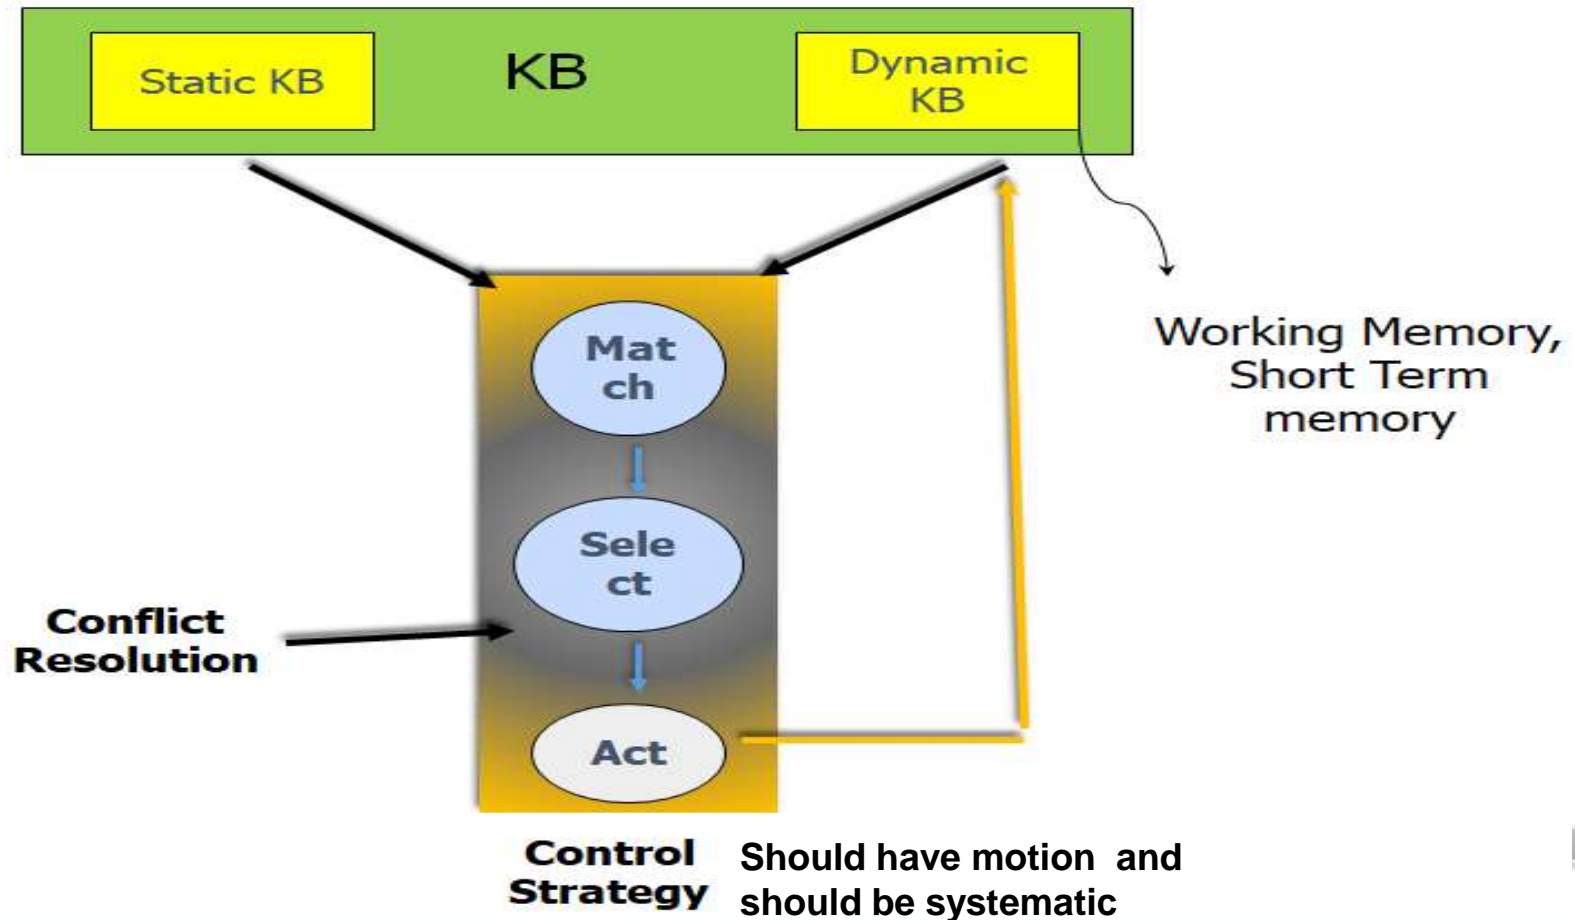 Static KB
KB
Dynamic
KB
Working Memory,
Short Term
memory
Mat
ch
Sele
ct
Conflict
Resolution
Act
Control
Strategy
Should have motion and
should be systematic